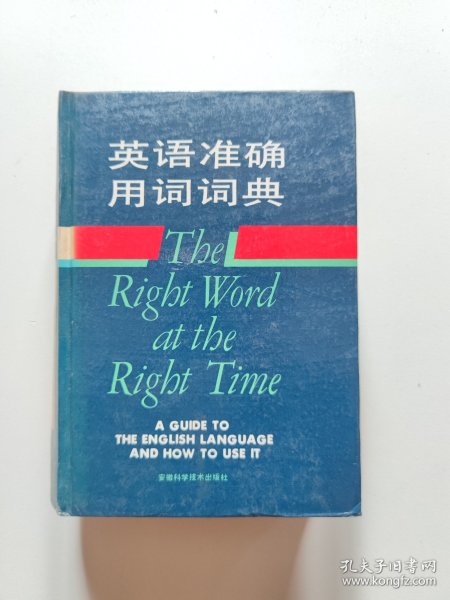 英语准确
用词词典
The
Right Word
at the
Right Time
A GUIDE TO
THE ENGLISH LANGUAGE
AND HOW TO USE IT
安徽科学技术出版社
孔夫子旧书网
www.kongfz.com